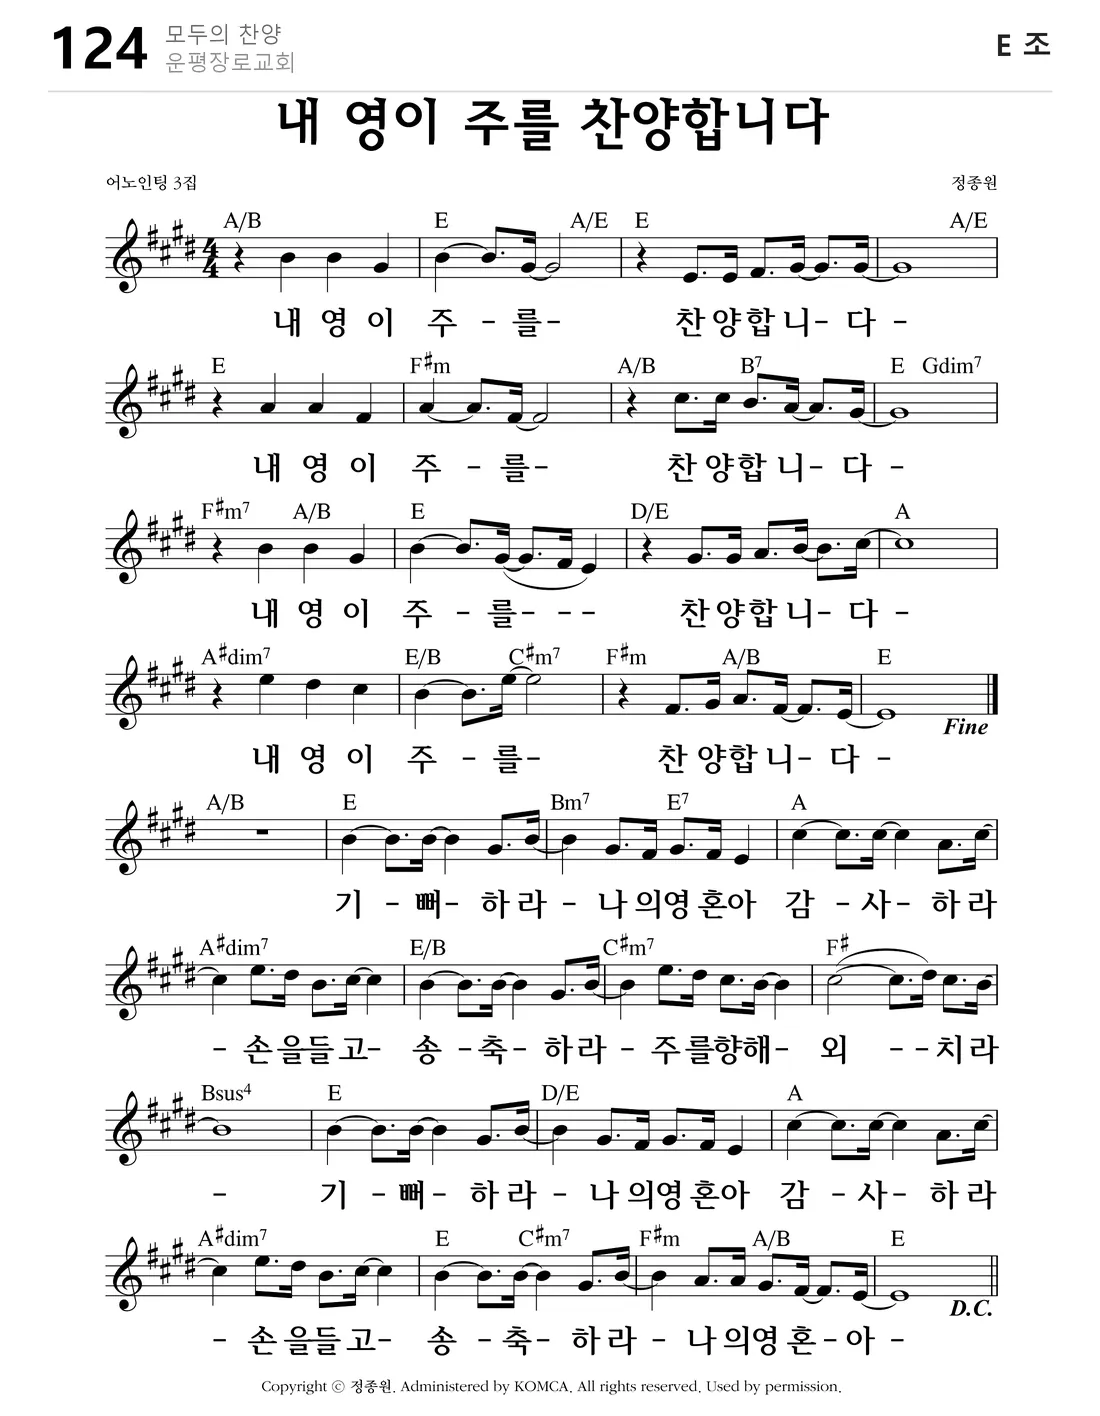 124 모두의 찬양
운평장로교회
E 조
내 영이 주를 찬양합니다
어노인팅 3집 정종원
A/B E A/E E A/E
내 영 이 주 - 를- 찬 양 합 니- 다 -
E F#m A/B B7 E Gdim7
내 영 이 주 - 를- 찬 양 합 니- 다 -
F#m7 A/B E D/E A
내 영 이 주 - 를- - - 찬 양 합 니- 다 -
A#dim7 E/B C#m7 F#m A/B E
Fine
내 영 이 주 - 를- 찬 양 합 니- 다 -
A/B E Bm7 E7 A
기 - 뻐- 하 라 - 나 의 영 혼아 감 - 사- 하 라
A#dim7 E/B C#m7 F#
- 손 을들 고- 송 - 축- 하 라 - 주 를향해- 외 - - 치 라
Bsus4 E D/E A
- 기 - 뻐- 하 라 - 나 의영 혼아 감 - 사- 하 라
A#dim7 E C#m7 F#m A/B E
D.C.
- 손 을들 고- 송 - 축- 하 라 - 나 의영 혼- 아 -
Copyright ⓒ 정종원. Administered by KOMCA. All rights reserved. Used by permission.